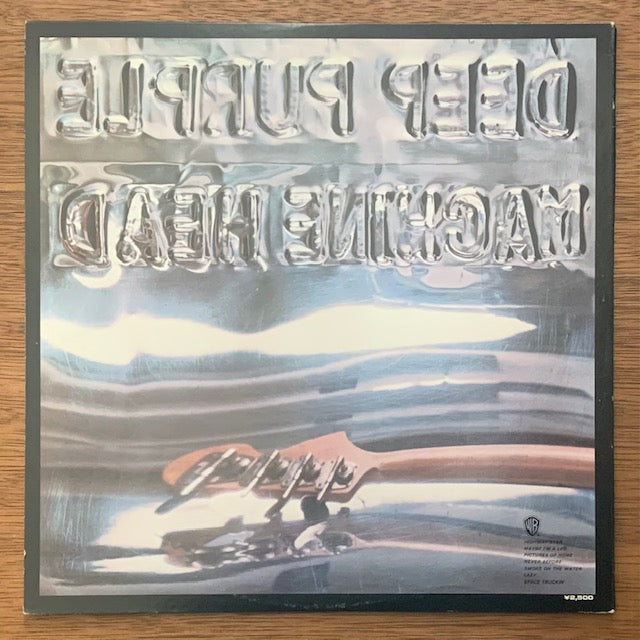 DEEP PURPLE
MACHINE HEAD
WB
HIGHWAY STAR
MAYBE I'M A LEO
PICTURES OF HOME
NEVER BEFORE
SMOKE ON THE WATER
LAZY
SPACE TRUCKIN'
¥2,500